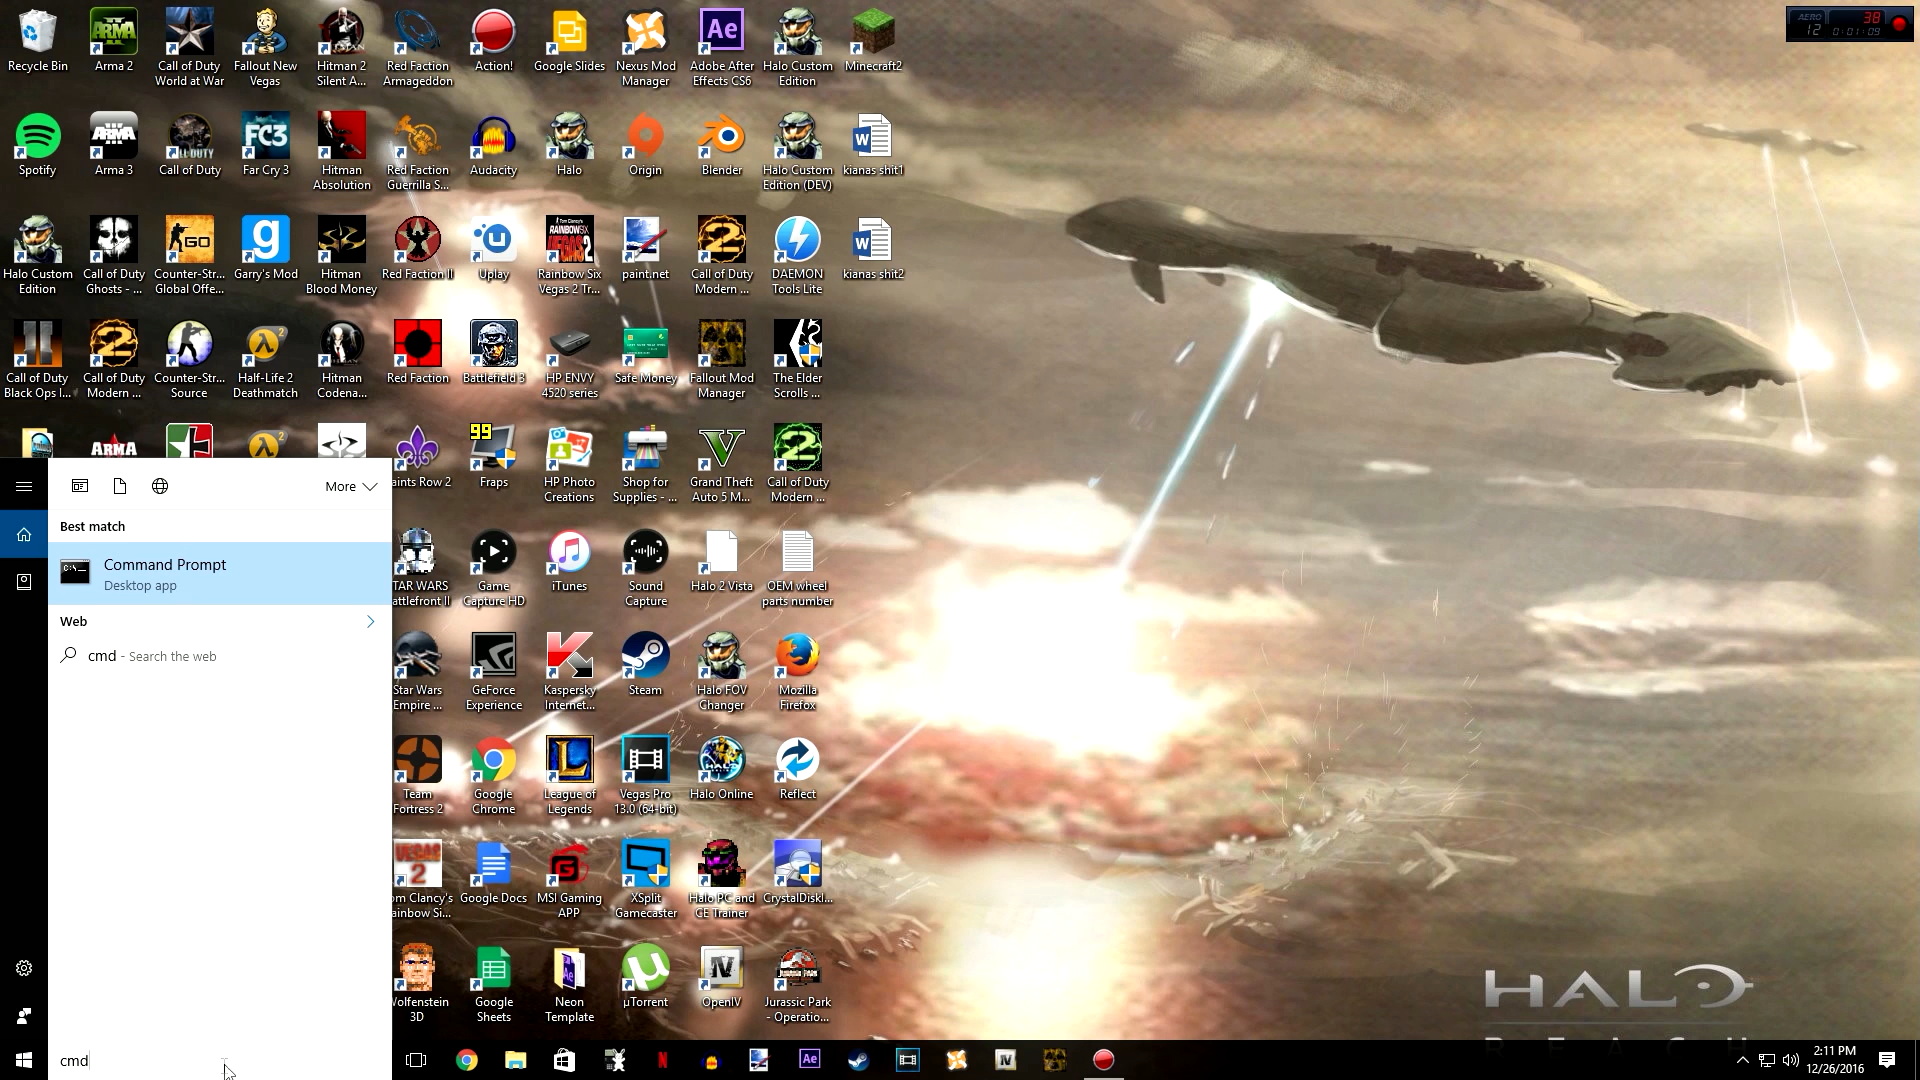 Recycle Bin
Arma 2
Call of Duty
World at War
Fallout New
Vegas
Hitman 2
Silent A...
Red Faction
Armageddon
Action!
Google Slides
Nexus Mod
Manager
Adobe After
Effects CS6
Halo Custom
Edition
Minecraft2
AERO
12
38
0:01:09
Spotify
Arma 3
Call of Duty
Far Cry 3
Hitman
Absolution
Red Faction
Guerrilla S...
Audacity
Halo
Origin
Blender
Halo Custom
Edition (DEV)
kianas shit1
Halo Custom
Edition
Call of Duty
Ghosts - ...
Counter-Str...
Global Offe...
Garry's Mod
Hitman
Blood Money
Red Faction II
Uplay
Rainbow Six
Vegas 2 Tr...
paint.net
Call of Duty
Modern ...
DAEMON
Tools Lite
kianas shit2
Call of Duty
Black Ops I...
Call of Duty
Modern ...
Counter-Str...
Source
Half-Life 2
Deathmatch
Hitman
Codena...
Red Faction
Battlefield 3
HP ENVY
4520 series
Safe Money
Fallout Mod
Manager
The Elder
Scrolls ...
ARMA
99
aints Row 2
Fraps
HP Photo
Creations
Shop for
Supplies - ...
Grand Theft
Auto 5 M...
Call of Duty
Modern ...
More
Best match
Command Prompt
Desktop app
Web
cmd - Search the web
TAR WARS
attlefront II
Game
Capture HD
iTunes
Sound
Capture
Halo 2 Vista
OEM wheel
parts number
Star Wars
Empire ...
GeForce
Experience
Kaspersky
Internet...
Steam
Halo FOV
Changer
Mozilla
Firefox
Team
Fortress 2
Google
Chrome
League of
Legends
Vegas Pro
13.0 (64-bit)
Halo Online
Reflect
om Clancy's
ainbow Si...
Google Docs
MSI Gaming
APP
XSplit
Gamecaster
Halo PC and
CE Trainer
CrystalDiskI...
Wolfenstein
3D
Google
Sheets
Neon
Template
µTorrent
OpenIV
Jurassic Park
- Operatio...
HALO
REACH
cmd
2:11 PM
12/26/2016